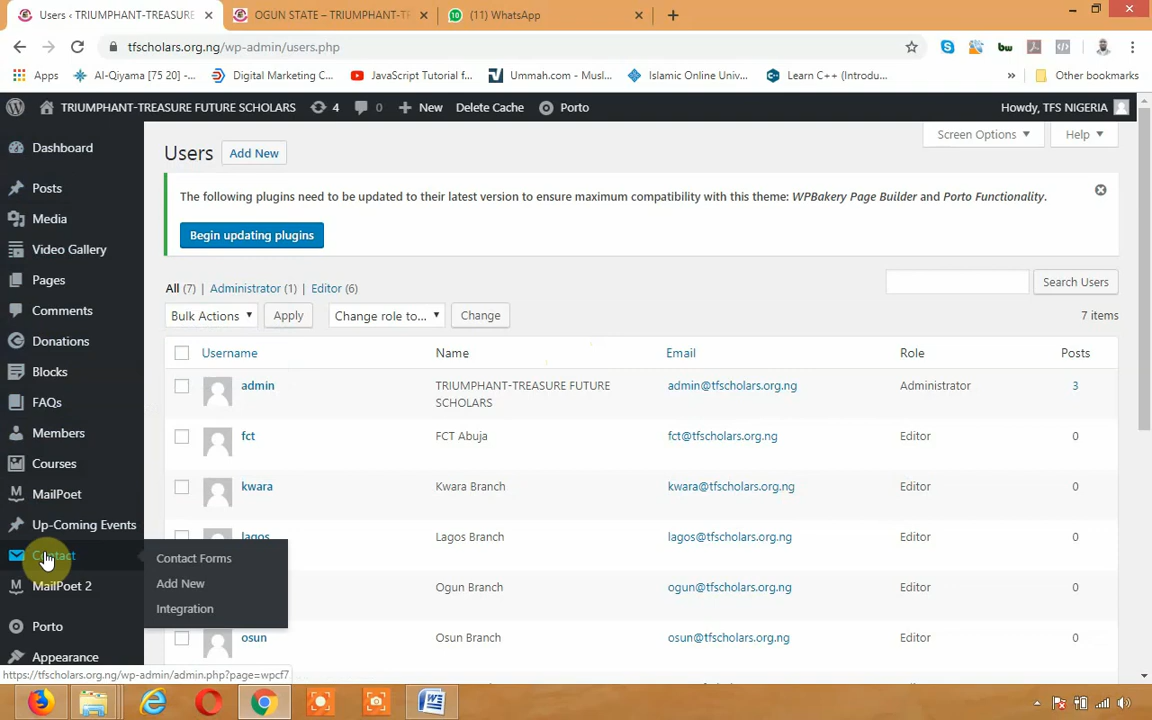 Users ‹ TRIUMPHANT-TREASURE
OGUN STATE – TRIUMPHANT-T
(11) WhatsApp
tfscholars.org.ng/wp-admin/users.php
Apps
Al-Qiyama [75 20] -...
Digital Marketing C...
JavaScript Tutorial f...
Ummah.com - Musl...
Islamic Online Univ...
Learn C++ (Introdu...
»
Other bookmarks
TRIUMPHANT-TREASURE FUTURE SCHOLARS
4
0
New
Delete Cache
Porto
Howdy, TFS NIGERIA
Screen Options
Help
Dashboard
Posts
Media
Video Gallery
Pages
Comments
Donations
Blocks
FAQs
Members
Courses
MailPoet
Up-Coming Events
Contact
MailPoet 2
Porto
Appearance
Contact Forms
Add New
Integration
Users
Add New
The following plugins need to be updated to their latest version to ensure maximum compatibility with this theme: WPBakery Page Builder and Porto Functionality.
Begin updating plugins
All (7) | Administrator (1) | Editor (6)
Search Users
Bulk Actions
Apply
Change role to...
Change
7 items
Username Name Email Role Posts
admin TRIUMPHANT-TREASURE FUTURE admin@tfscholars.org.ng Administrator 3
SCHOLARS
fct FCT Abuja fct@tfscholars.org.ng Editor 0
kwara Kwara Branch kwara@tfscholars.org.ng Editor 0
lagos Lagos Branch lagos@tfscholars.org.ng Editor 0
Ogun Branch ogun@tfscholars.org.ng Editor 0
osun Osun Branch osun@tfscholars.org.ng Editor 0
https://tfscholars.org.ng/wp-admin/admin.php?page=wpcf7